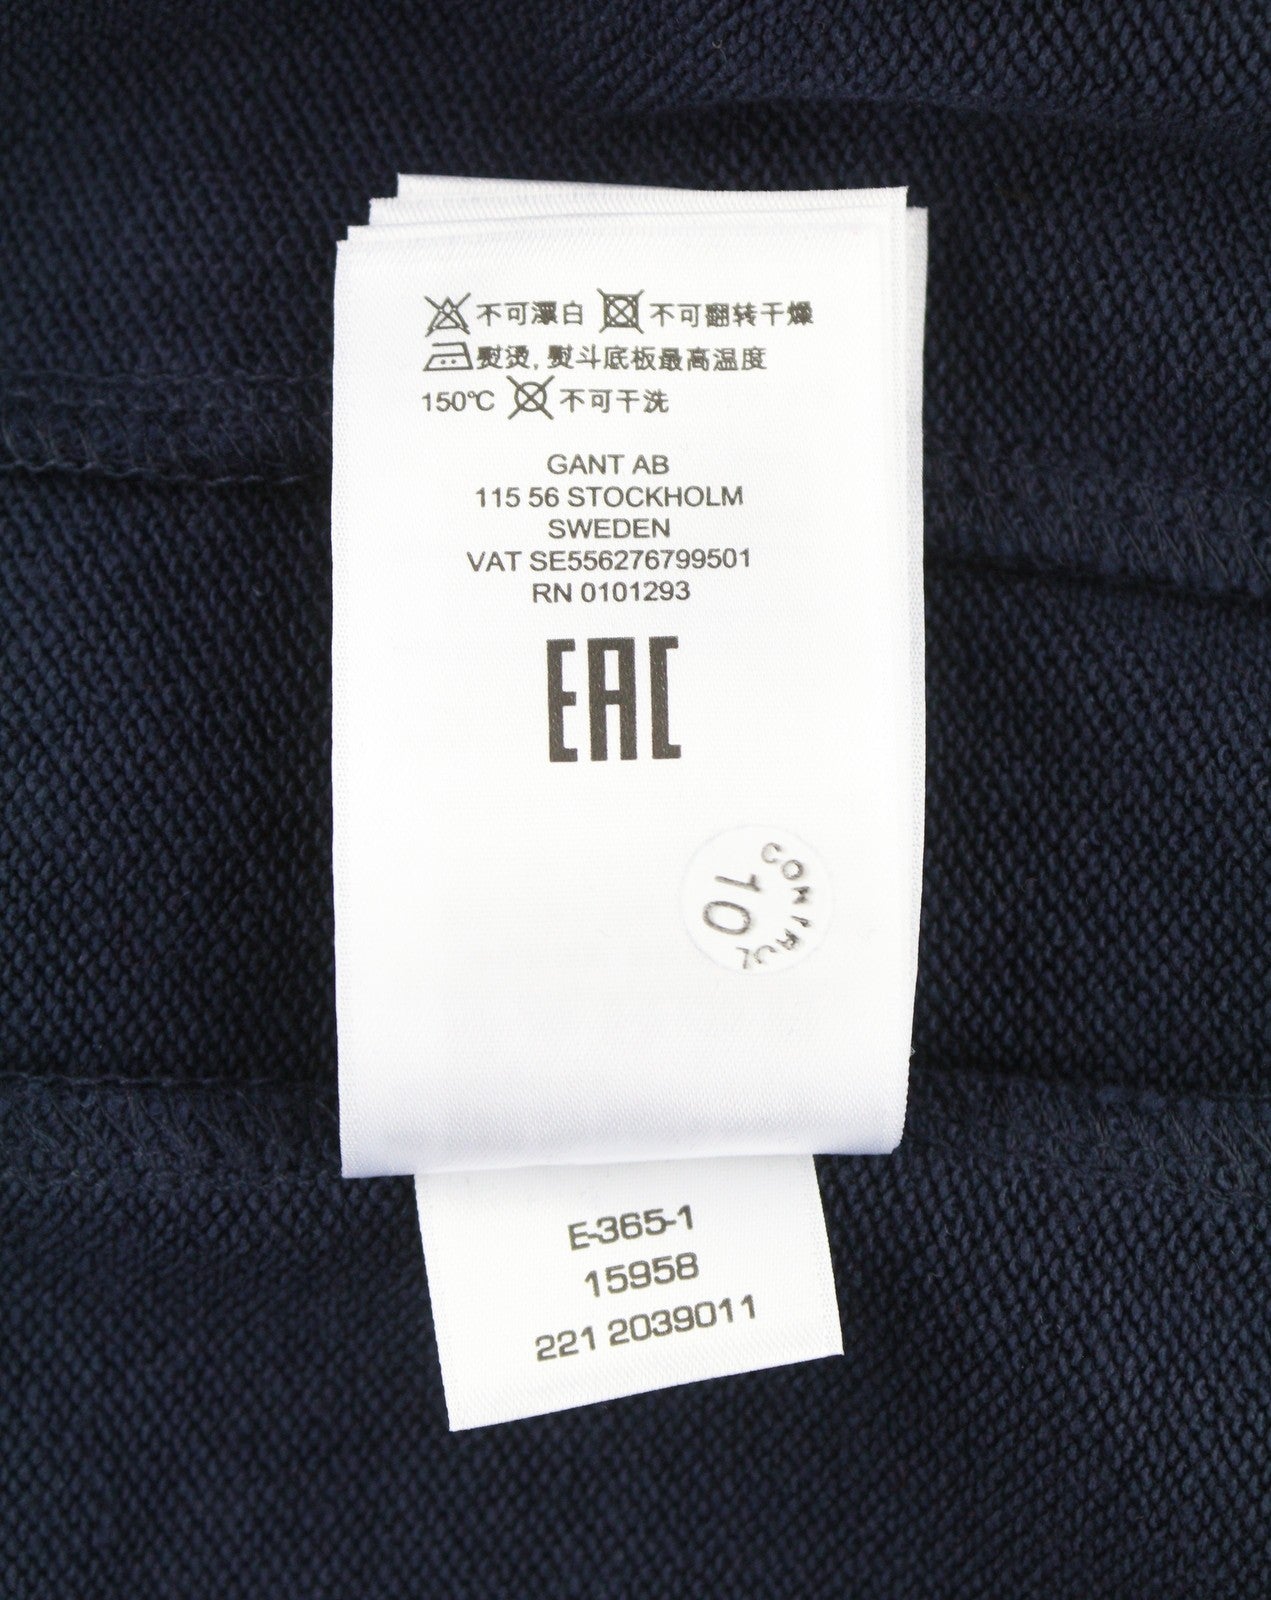 不可漂白 不可翻转干燥
熨烫,熨斗底板最高温度
150℃ 不可干洗
GANT AB
115 56 STOCKHOLM
SWEDEN
VAT SE556276799501
RN 0101293
EAC
CONTROL
10
E-365-1
15958
221 2039011